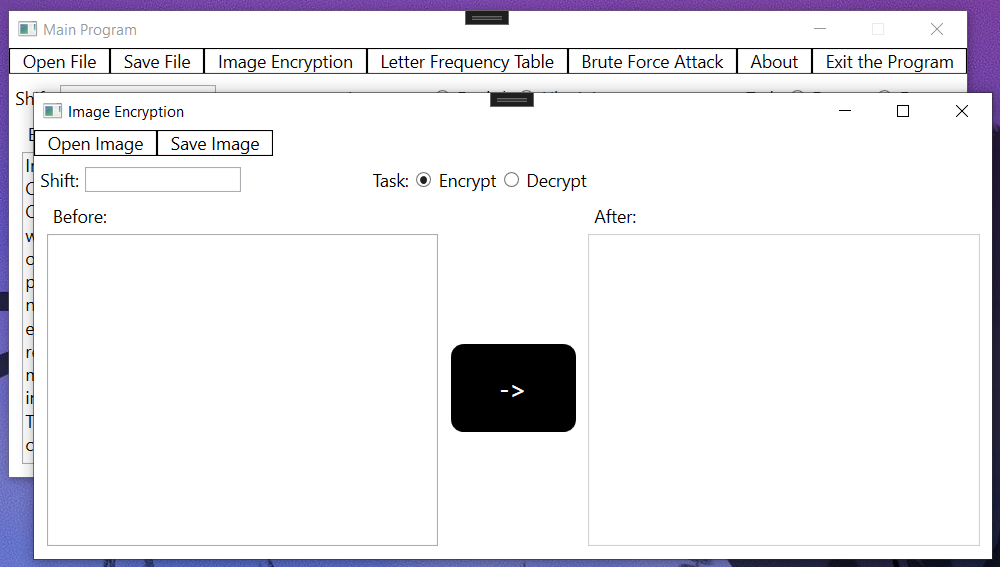 Main Program
Open File Save File Image Encryption Letter Frequency Table Brute Force Attack About Exit the Program
Image Encryption
Open Image Save Image
Shift: Task: Encrypt Decrypt
Before: After:
->